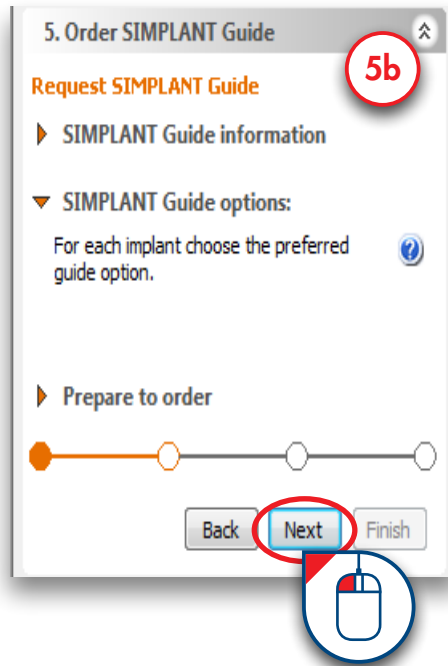 5. Order SIMPLANT Guide
5b
Request SIMPLANT Guide
SIMPLANT Guide information
SIMPLANT Guide options:
For each implant choose the preferred
guide option.
?
Prepare to order
Back Next Finish